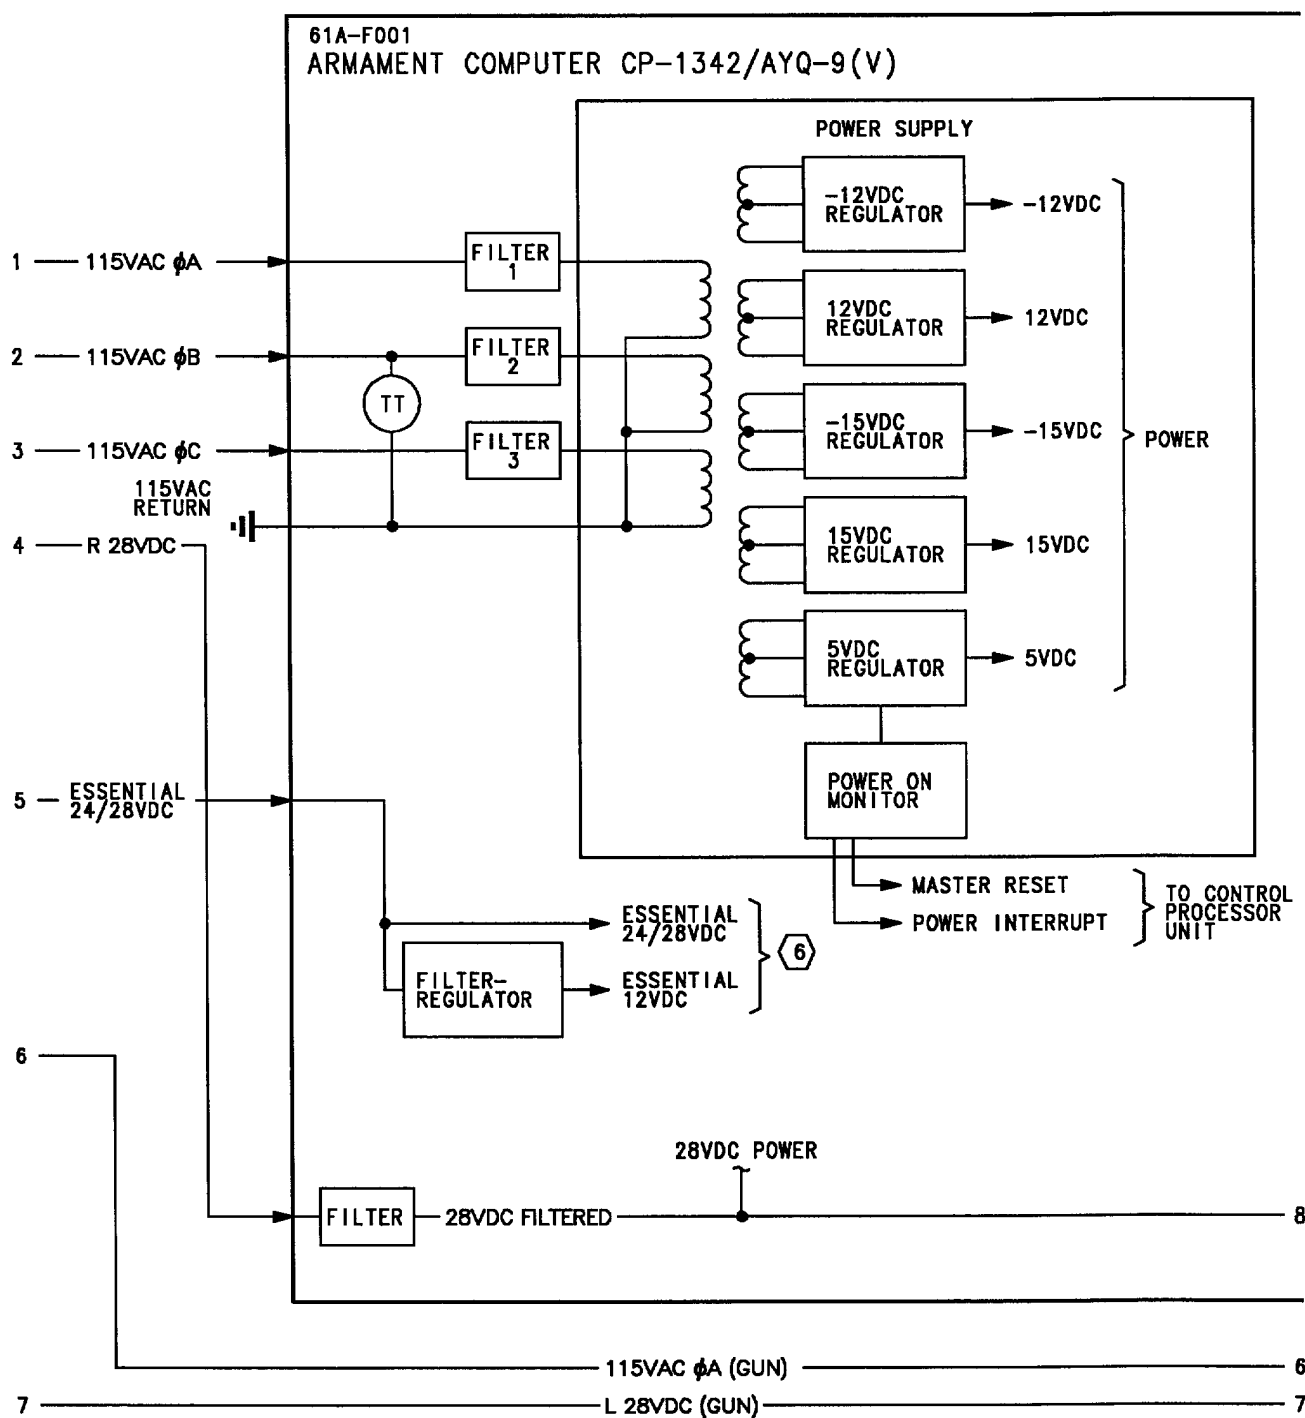 61A-F001
ARMAMENT COMPUTER CP-1342/AYQ-9(V)
POWER SUPPLY
-12VDC
REGULATOR
-12VDC
1 115VAC ϕA
FILTER
1
12VDC
REGULATOR
12VDC
2 115VAC ϕB
FILTER
2
TT
-15VDC
REGULATOR
-15VDC
POWER
3 115VAC ϕC
FILTER
3
115VAC
RETURN
4 R 28VDC
15VDC
REGULATOR
15VDC
5VDC
REGULATOR
5VDC
5 ESSENTIAL
24/28VDC
POWER ON
MONITOR
MASTER RESET
POWER INTERRUPT
TO CONTROL
PROCESSOR
UNIT
ESSENTIAL
24/28VDC
6
FILTER-
REGULATOR
ESSENTIAL
12VDC
6
28VDC POWER
FILTER
28VDC FILTERED
8
115VAC ϕA (GUN) 6
7 L 28VDC (GUN) 7